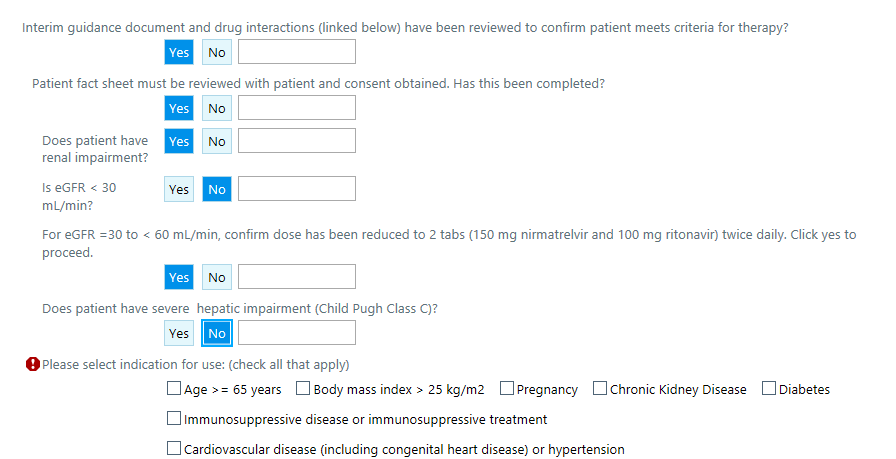 Interim guidance document and drug interactions (linked below) have been reviewed to confirm patient meets criteria for therapy?
Yes No
Patient fact sheet must be reviewed with patient and consent obtained. Has this been completed?
Yes No
Does patient have Yes No
renal impairment?
Is eGFR < 30 Yes No
mL/min?
For eGFR =30 to < 60 mL/min, confirm dose has been reduced to 2 tabs (150 mg nirmatrelvir and 100 mg ritonavir) twice daily. Click yes to
proceed.
Yes No
Does patient have severe  hepatic impairment (Child Pugh Class C)?
Yes No
Please select indication for use: (check all that apply)
Age >= 65 years Body mass index > 25 kg/m2 Pregnancy Chronic Kidney Disease Diabetes
Immunosuppressive disease or immunosuppressive treatment
Cardiovascular disease (including congenital heart disease) or hypertension